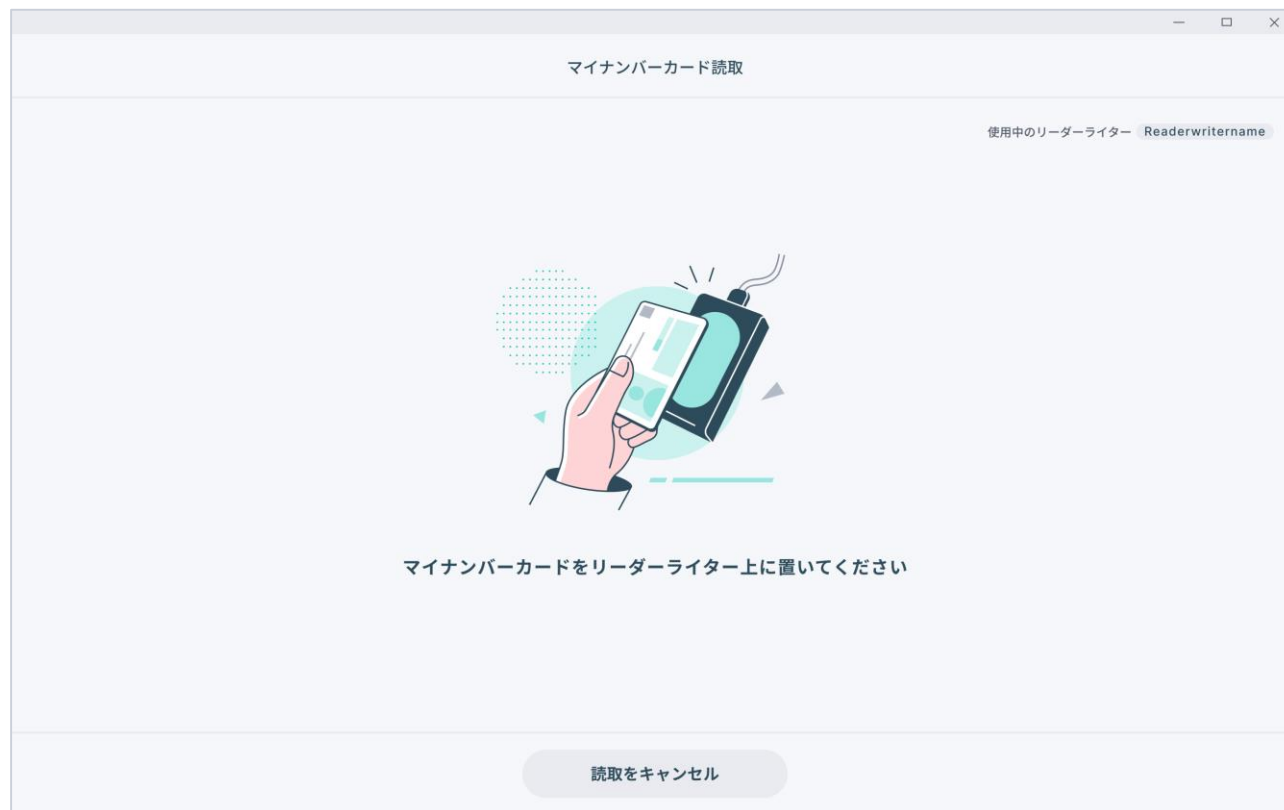 マイナンバーカード読取
使用中のリーダーライター Readerwritername
マイナンバーカードをリーダーライター上に置いてください
読取をキャンセル